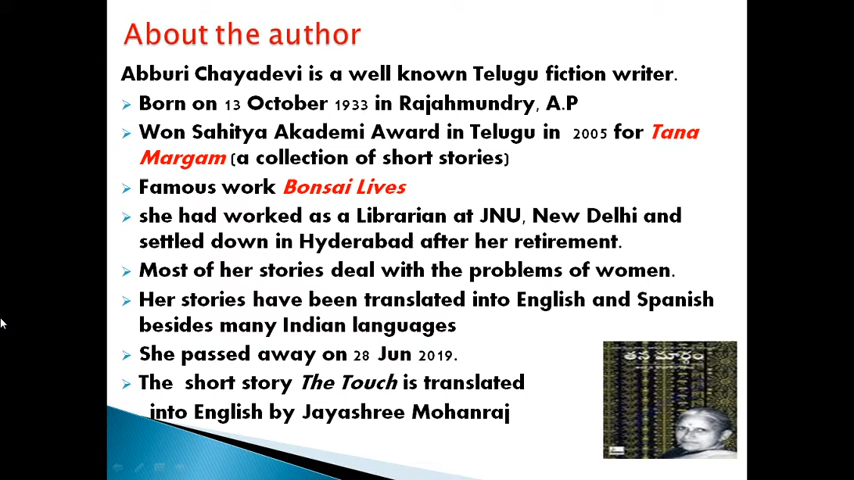 About the author
Abburi Chayadevi is a well known Telugu fiction writer.
Born on 13 October 1933 in Rajahmundry, A.P
Won Sahitya Akademi Award in Telugu in 2005 for Tana
Margam (a collection of short stories)
Famous work Bonsai Lives
she had worked as a Librarian at JNU, New Delhi and
settled down in Hyderabad after her retirement.
Most of her stories deal with the problems of women.
Her stories have been translated into English and Spanish
besides many Indian languages
She passed away on 28 Jun 2019.
The short story The Touch is translated
into English by Jayashree Mohanraj
తన మార్గం